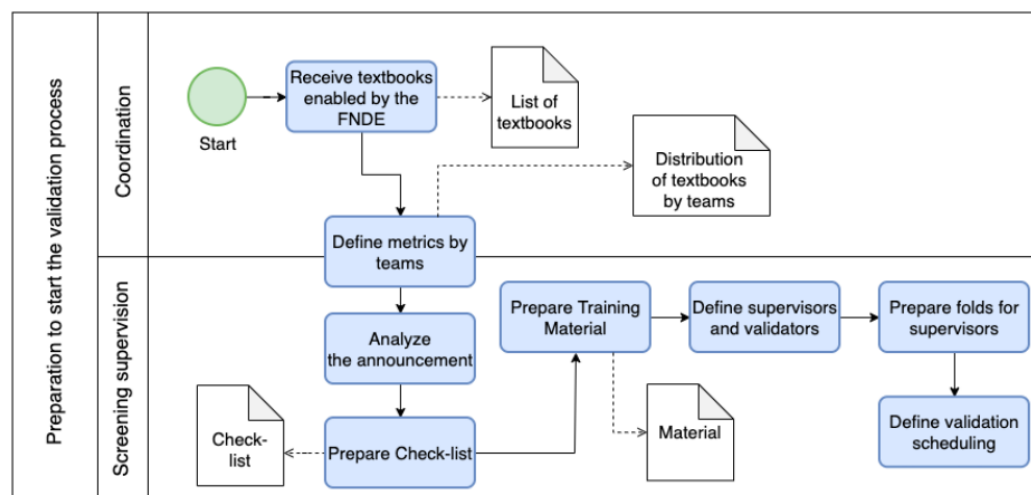 Preparation to start the validation process
Coordination
Start
Receive textbooks
enabled by the
FNDE
List of
textbooks
Distribution
of textbooks
by teams
Define metrics by
teams
Screening supervision
Analyze
the announcement
Check-
list
Prepare Check-list
Prepare Training
Material
Material
Define supervisors
and validators
Prepare folds for
supervisors
Define validation
scheduling